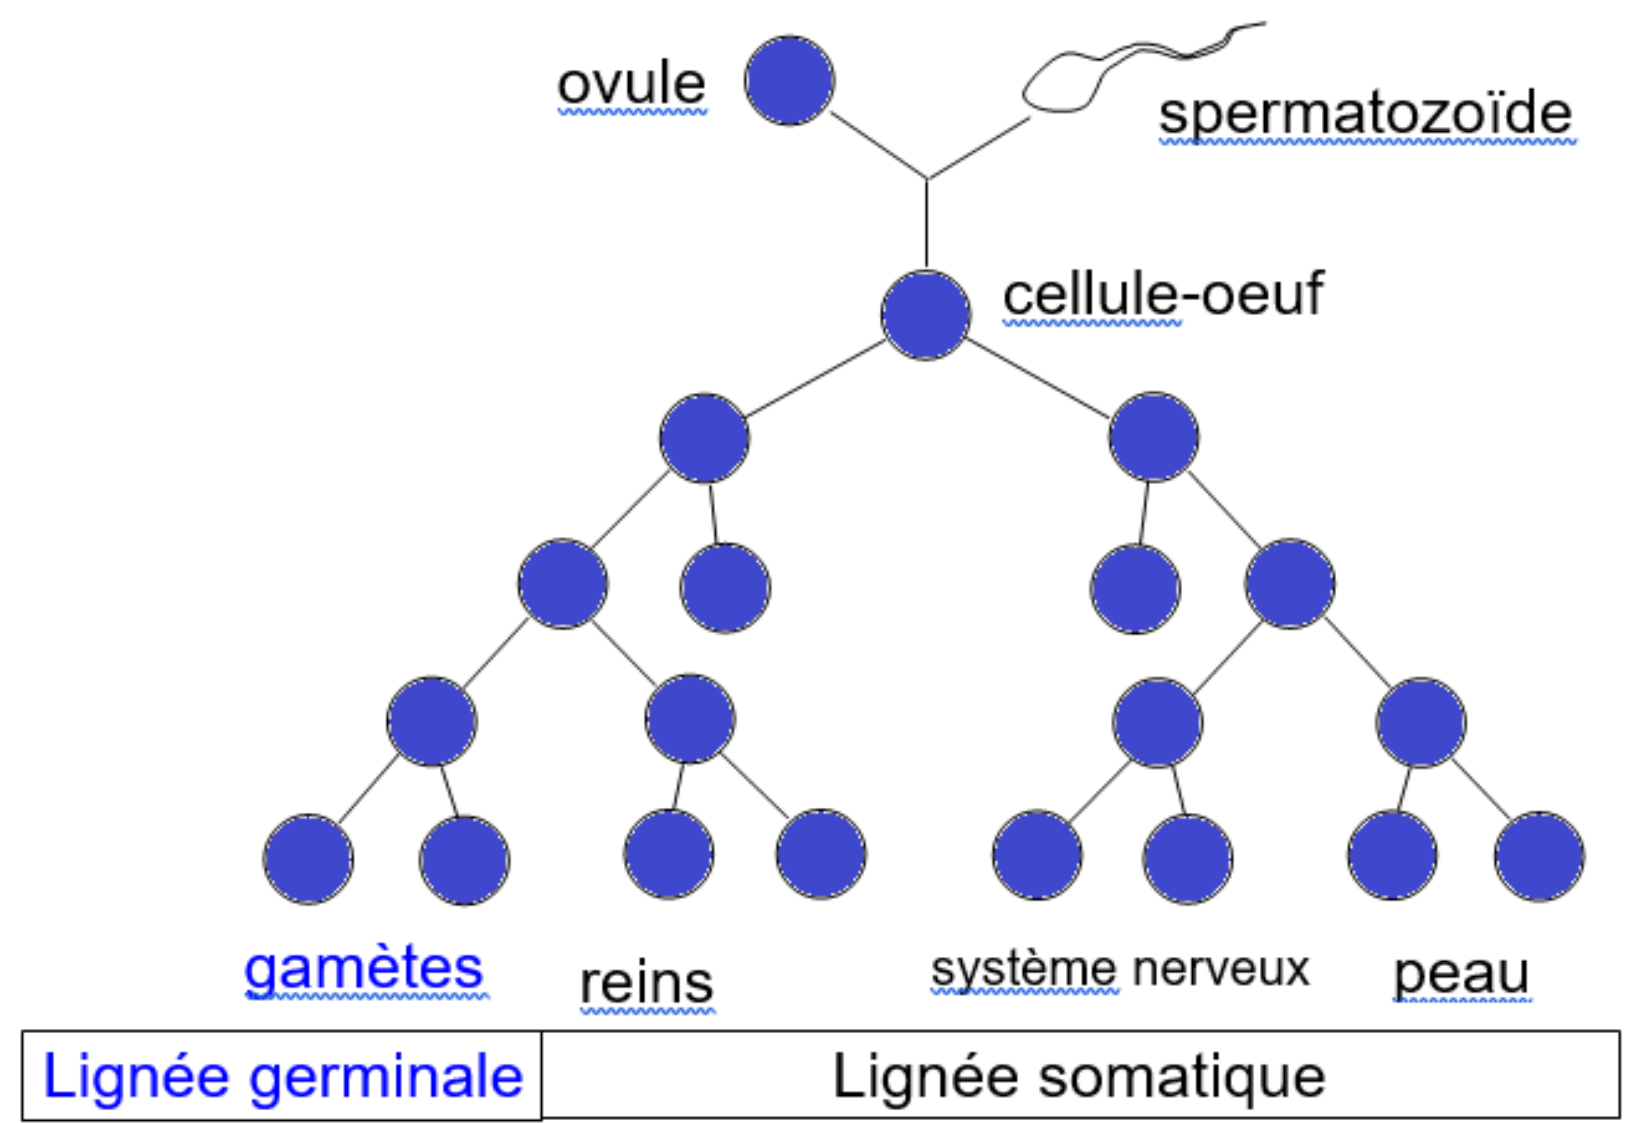 ovule
spermatozoïde
cellule-oeuf
gamètes
reins
système nerveux
peau
Lignée germinale
Lignée somatique